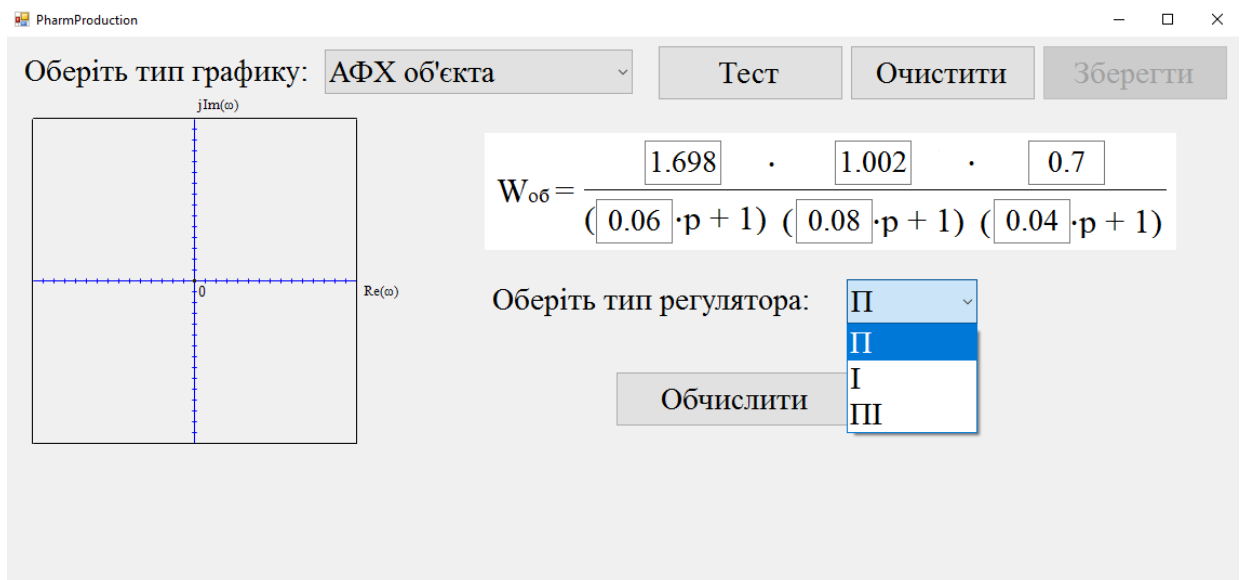 PharmProduction
Оберіть тип графику: АФХ об'єкта Тест Очистити Зберегти
jIm(ω)
1.698 · 1.002 · 0.7
Wоб =
( 0.06 ·p + 1) ( 0.08 ·p + 1) ( 0.04 ·p + 1)
0 Re(ω)
Оберіть тип регулятора: П
П
І
ПІ
Обчислити